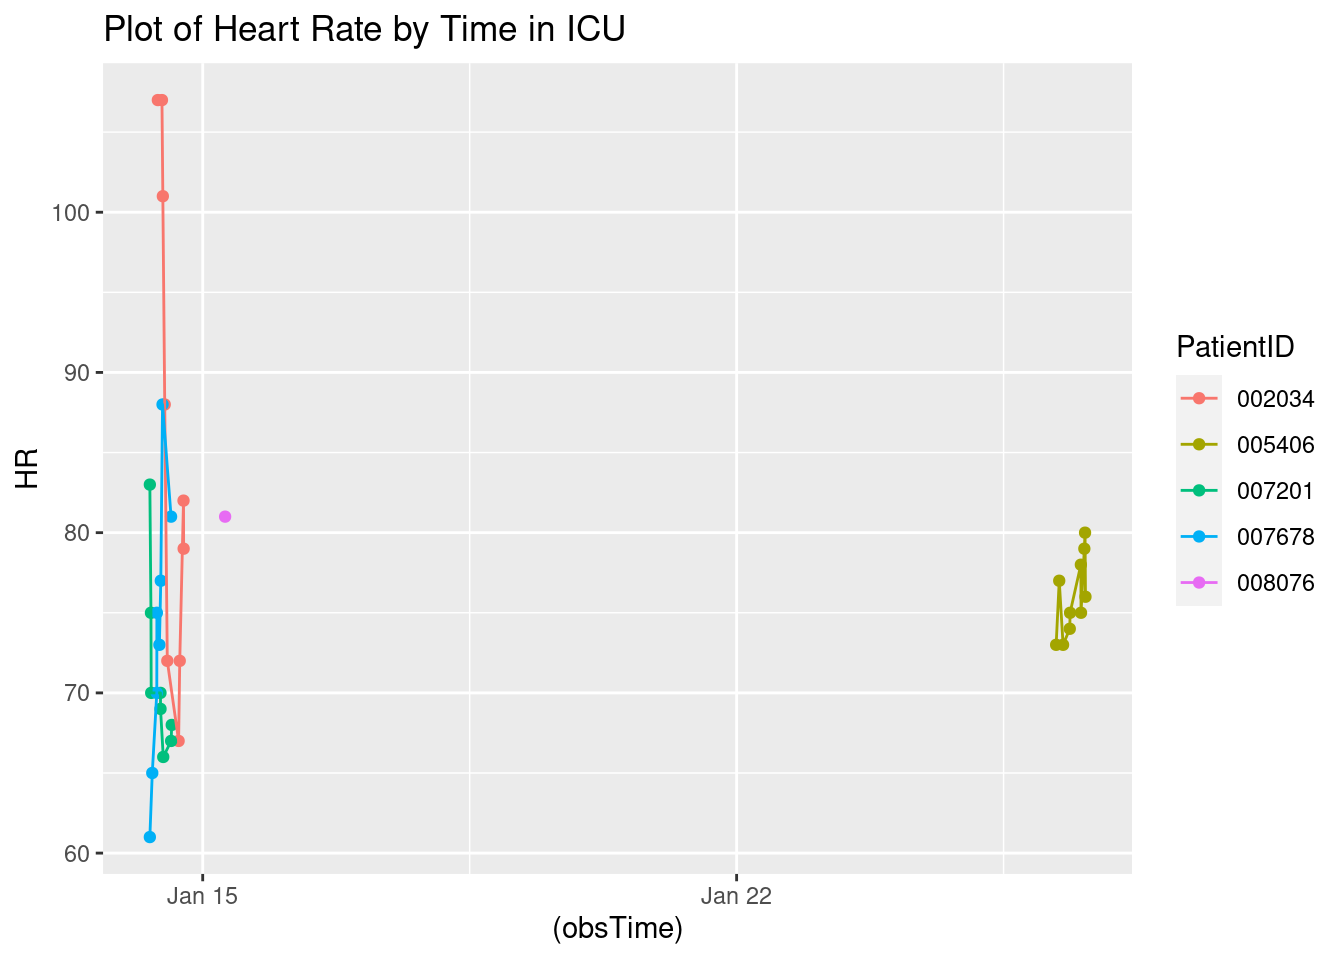 Plot of Heart Rate by Time in ICU
HR
100
90
80
70
60
Jan 15
Jan 22
(obsTime)
PatientID
002034
005406
007201
007678
008076